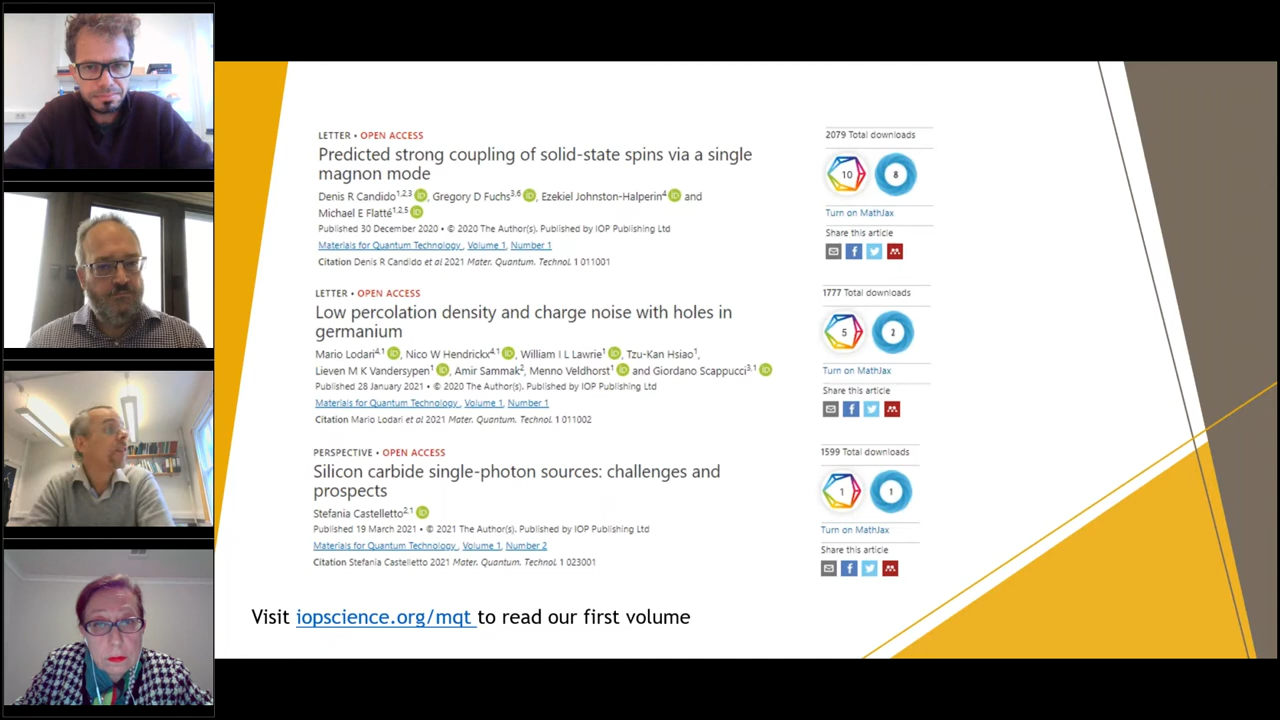 LETTER • OPEN ACCESS
Predicted strong coupling of solid-state spins via a single
magnon mode
Denis R Candido1,2,3 iD, Gregory D Fuchs3,6 iD, Ezekiel Johnston-Halperin4 iD and
Michael E Flatté1,2,5 iD
Published 30 December 2020 • © 2020 The Author(s). Published by IOP Publishing Ltd
Materials for Quantum Technology, Volume 1, Number 1
Citation Denis R Candido et al 2021 Mater. Quantum. Technol. 1 011001
2079 Total downloads
10 8
Turn on MathJax
Share this article
LETTER • OPEN ACCESS
Low percolation density and charge noise with holes in
germanium
Mario Lodari4,1 iD, Nico W Hendrickx4,1 iD, William I L Lawrie1 iD, Tzu-Kan Hsiao1,
Lieven M K Vandersypen1 iD, Amir Sammak2, Menno Veldhorst1 iD and Giordano Scappucci3,1 iD
Published 28 January 2021 • © 2020 The Author(s). Published by IOP Publishing Ltd
Materials for Quantum Technology, Volume 1, Number 1
Citation Mario Lodari et al 2021 Mater. Quantum. Technol. 1 011002
1777 Total downloads
5 2
Turn on MathJax
Share this article
PERSPECTIVE • OPEN ACCESS
Silicon carbide single-photon sources: challenges and
prospects
Stefania Castelletto2,1 iD
Published 19 March 2021 • © 2021 The Author(s). Published by IOP Publishing Ltd
Materials for Quantum Technology, Volume 1, Number 2
Citation Stefania Castelletto 2021 Mater. Quantum. Technol. 1 023001
1599 Total downloads
1 1
Turn on MathJax
Share this article
Visit iopscience.org/mqt to read our first volume